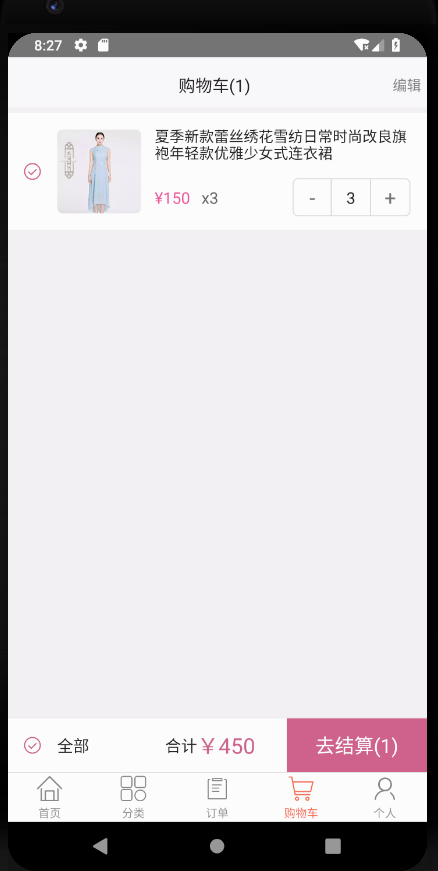 8:27
购物车(1)
编辑
夏季新款蕾丝绣花雪纺日常时尚改良旗
袍年轻款优雅少女式连衣裙
¥150 x3
- 3 +
全部 合计￥450 去结算(1)
首页 分类 订单 购物车 个人